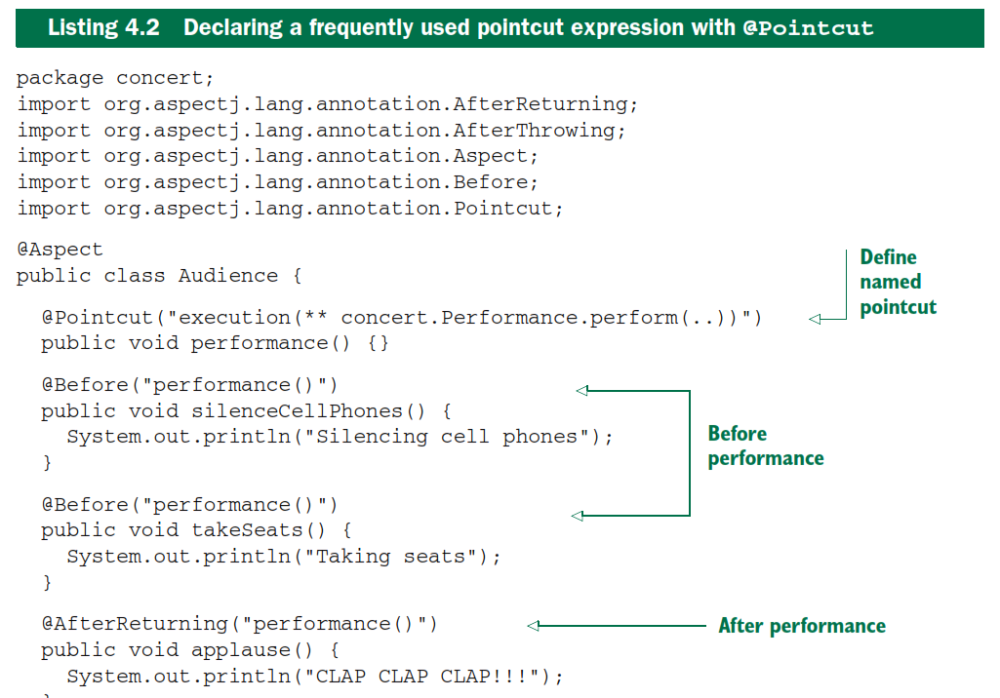 Listing 4.2 Declaring a frequently used pointcut expression with @Pointcut
package concert;
import org.aspectj.lang.annotation.AfterReturning;
import org.aspectj.lang.annotation.AfterThrowing;
import org.aspectj.lang.annotation.Aspect;
import org.aspectj.lang.annotation.Before;
import org.aspectj.lang.annotation.Pointcut;
@Aspect
public class Audience {
Define
named
pointcut
@Pointcut("execution(** concert.Performance.perform(..))")
public void performance() {}
@Before("performance()")
public void silenceCellPhones() {
System.out.println("Silencing cell phones");
}
Before
performance
@Before("performance()")
public void takeSeats() {
System.out.println("Taking seats");
}
@AfterReturning("performance()")
After performance
public void applause() {
System.out.println("CLAP CLAP CLAP!!!");
}